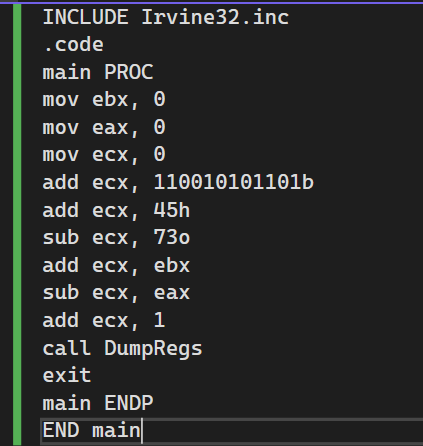 INCLUDE Irvine32.inc
.code
main PROC
mov ebx, 0
mov eax, 0
mov ecx, 0
add ecx, 110010101101b
add ecx, 45h
sub ecx, 73o
add ecx, ebx
sub ecx, eax
add ecx, 1
call DumpRegs
exit
main ENDP
END main